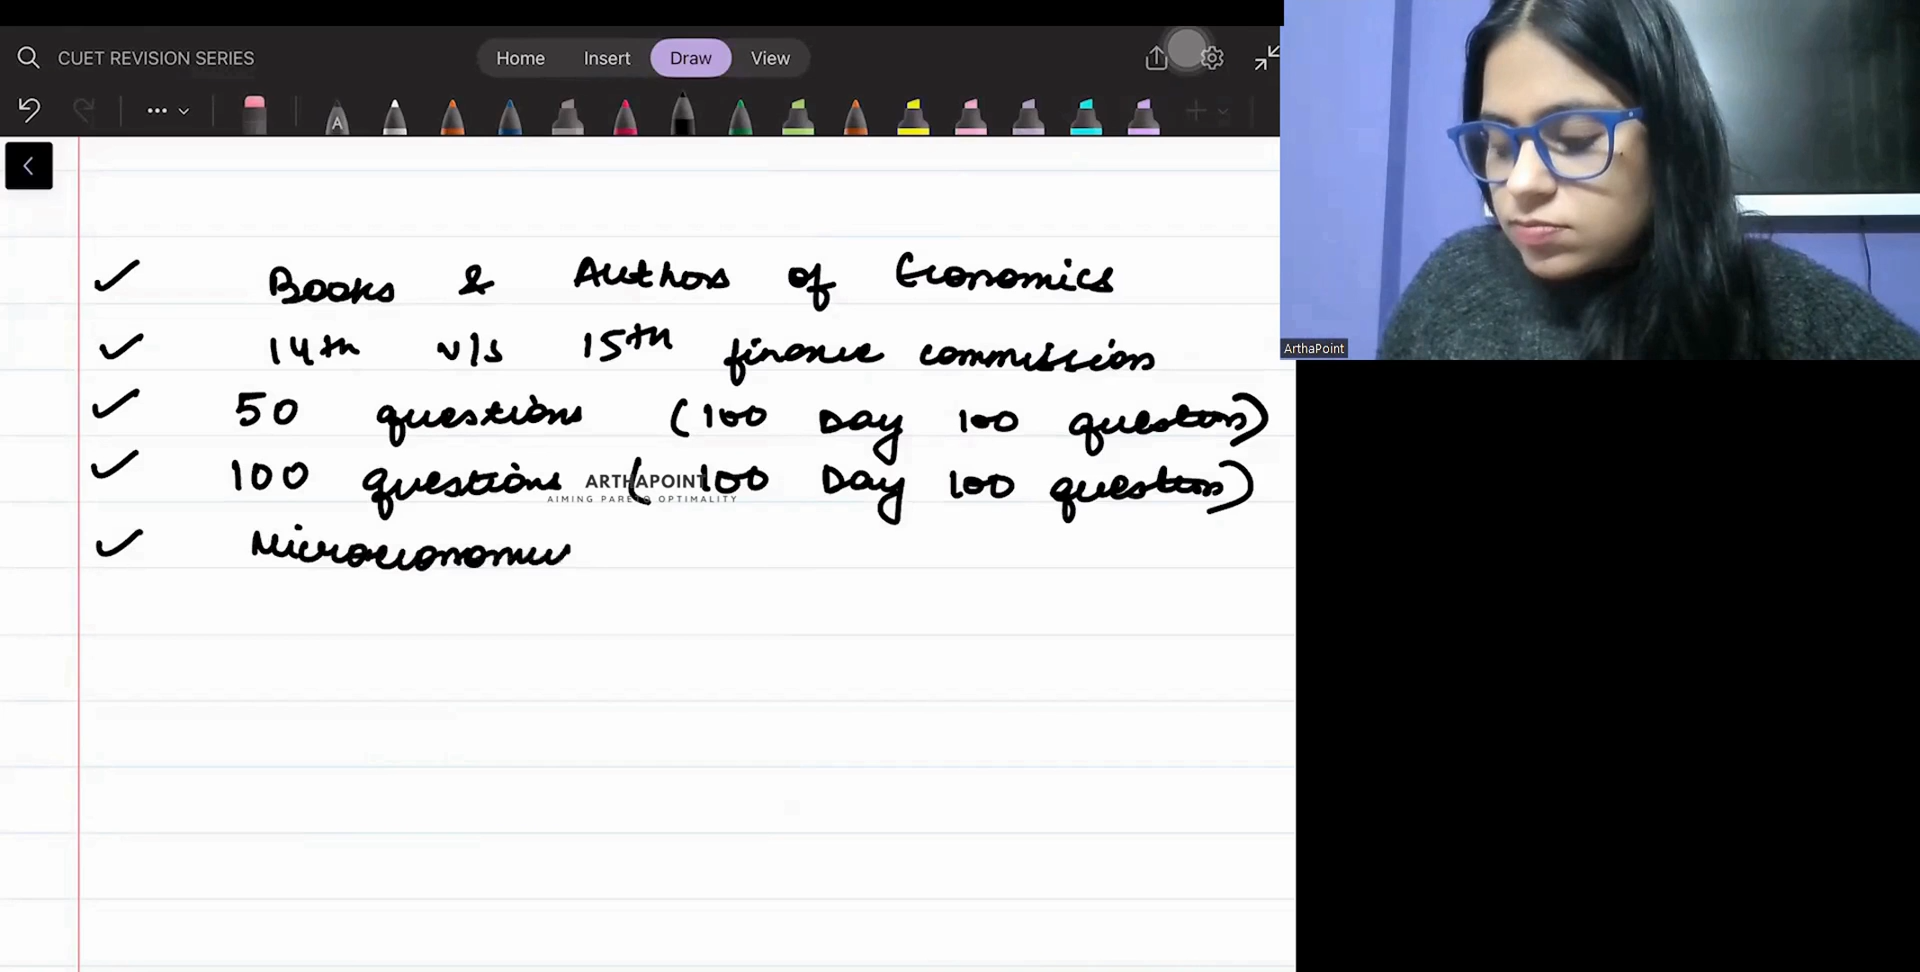 CUET REVISION SERIES
Home Insert Draw View
A
ArthaPoint
Books & Authors of Economics
14th v/s 15th finance commission
50 questions (100 Day 100 question)
100 questions (100 Day 100 question)
ARTHAPOINT
AIMING PARETO OPTIMALITY
Microeconomics